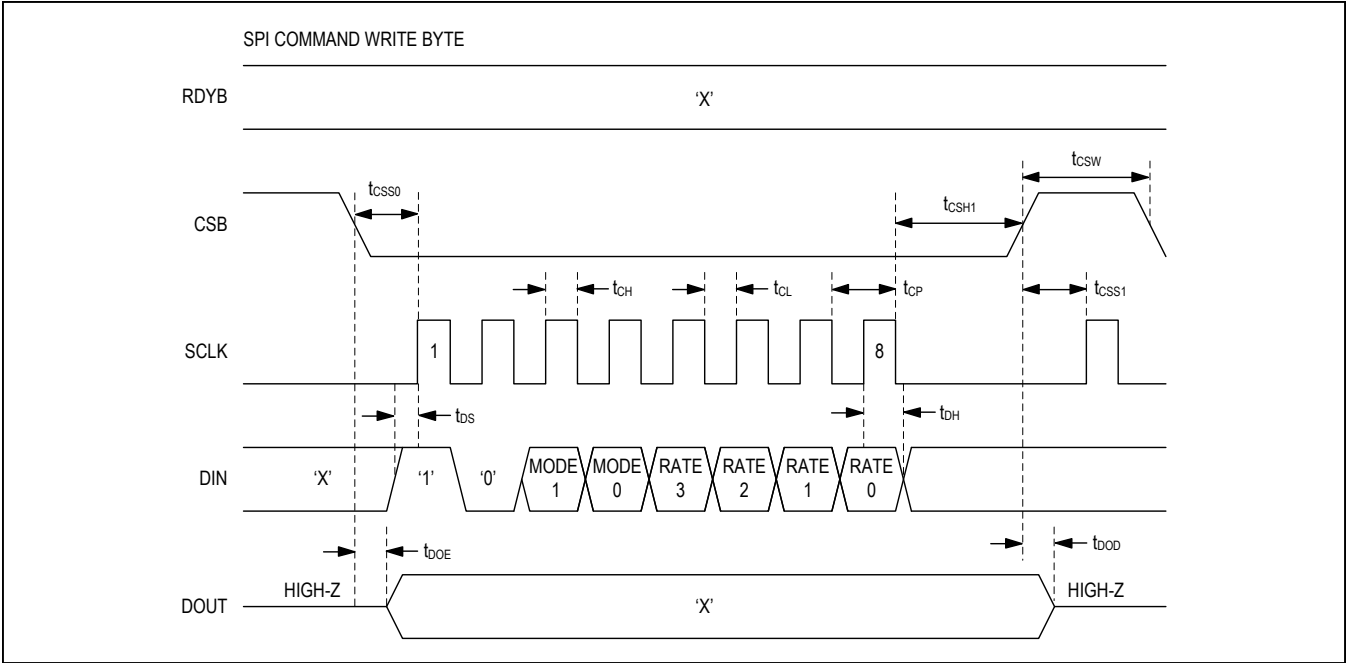 SPI COMMAND WRITE BYTE
RDYB
‘X’
tCSW
tCSS0
tCSH1
CSB
tCH
tCL
tCP
tCSS1
SCLK
1
8
tDS
tDH
DIN
‘X’
‘1’
‘0’
MODE 1
MODE 0
RATE 3
RATE 2
RATE 1
RATE 0
tDOE
tDOD
HIGH-Z
HIGH-Z
DOUT
‘X’